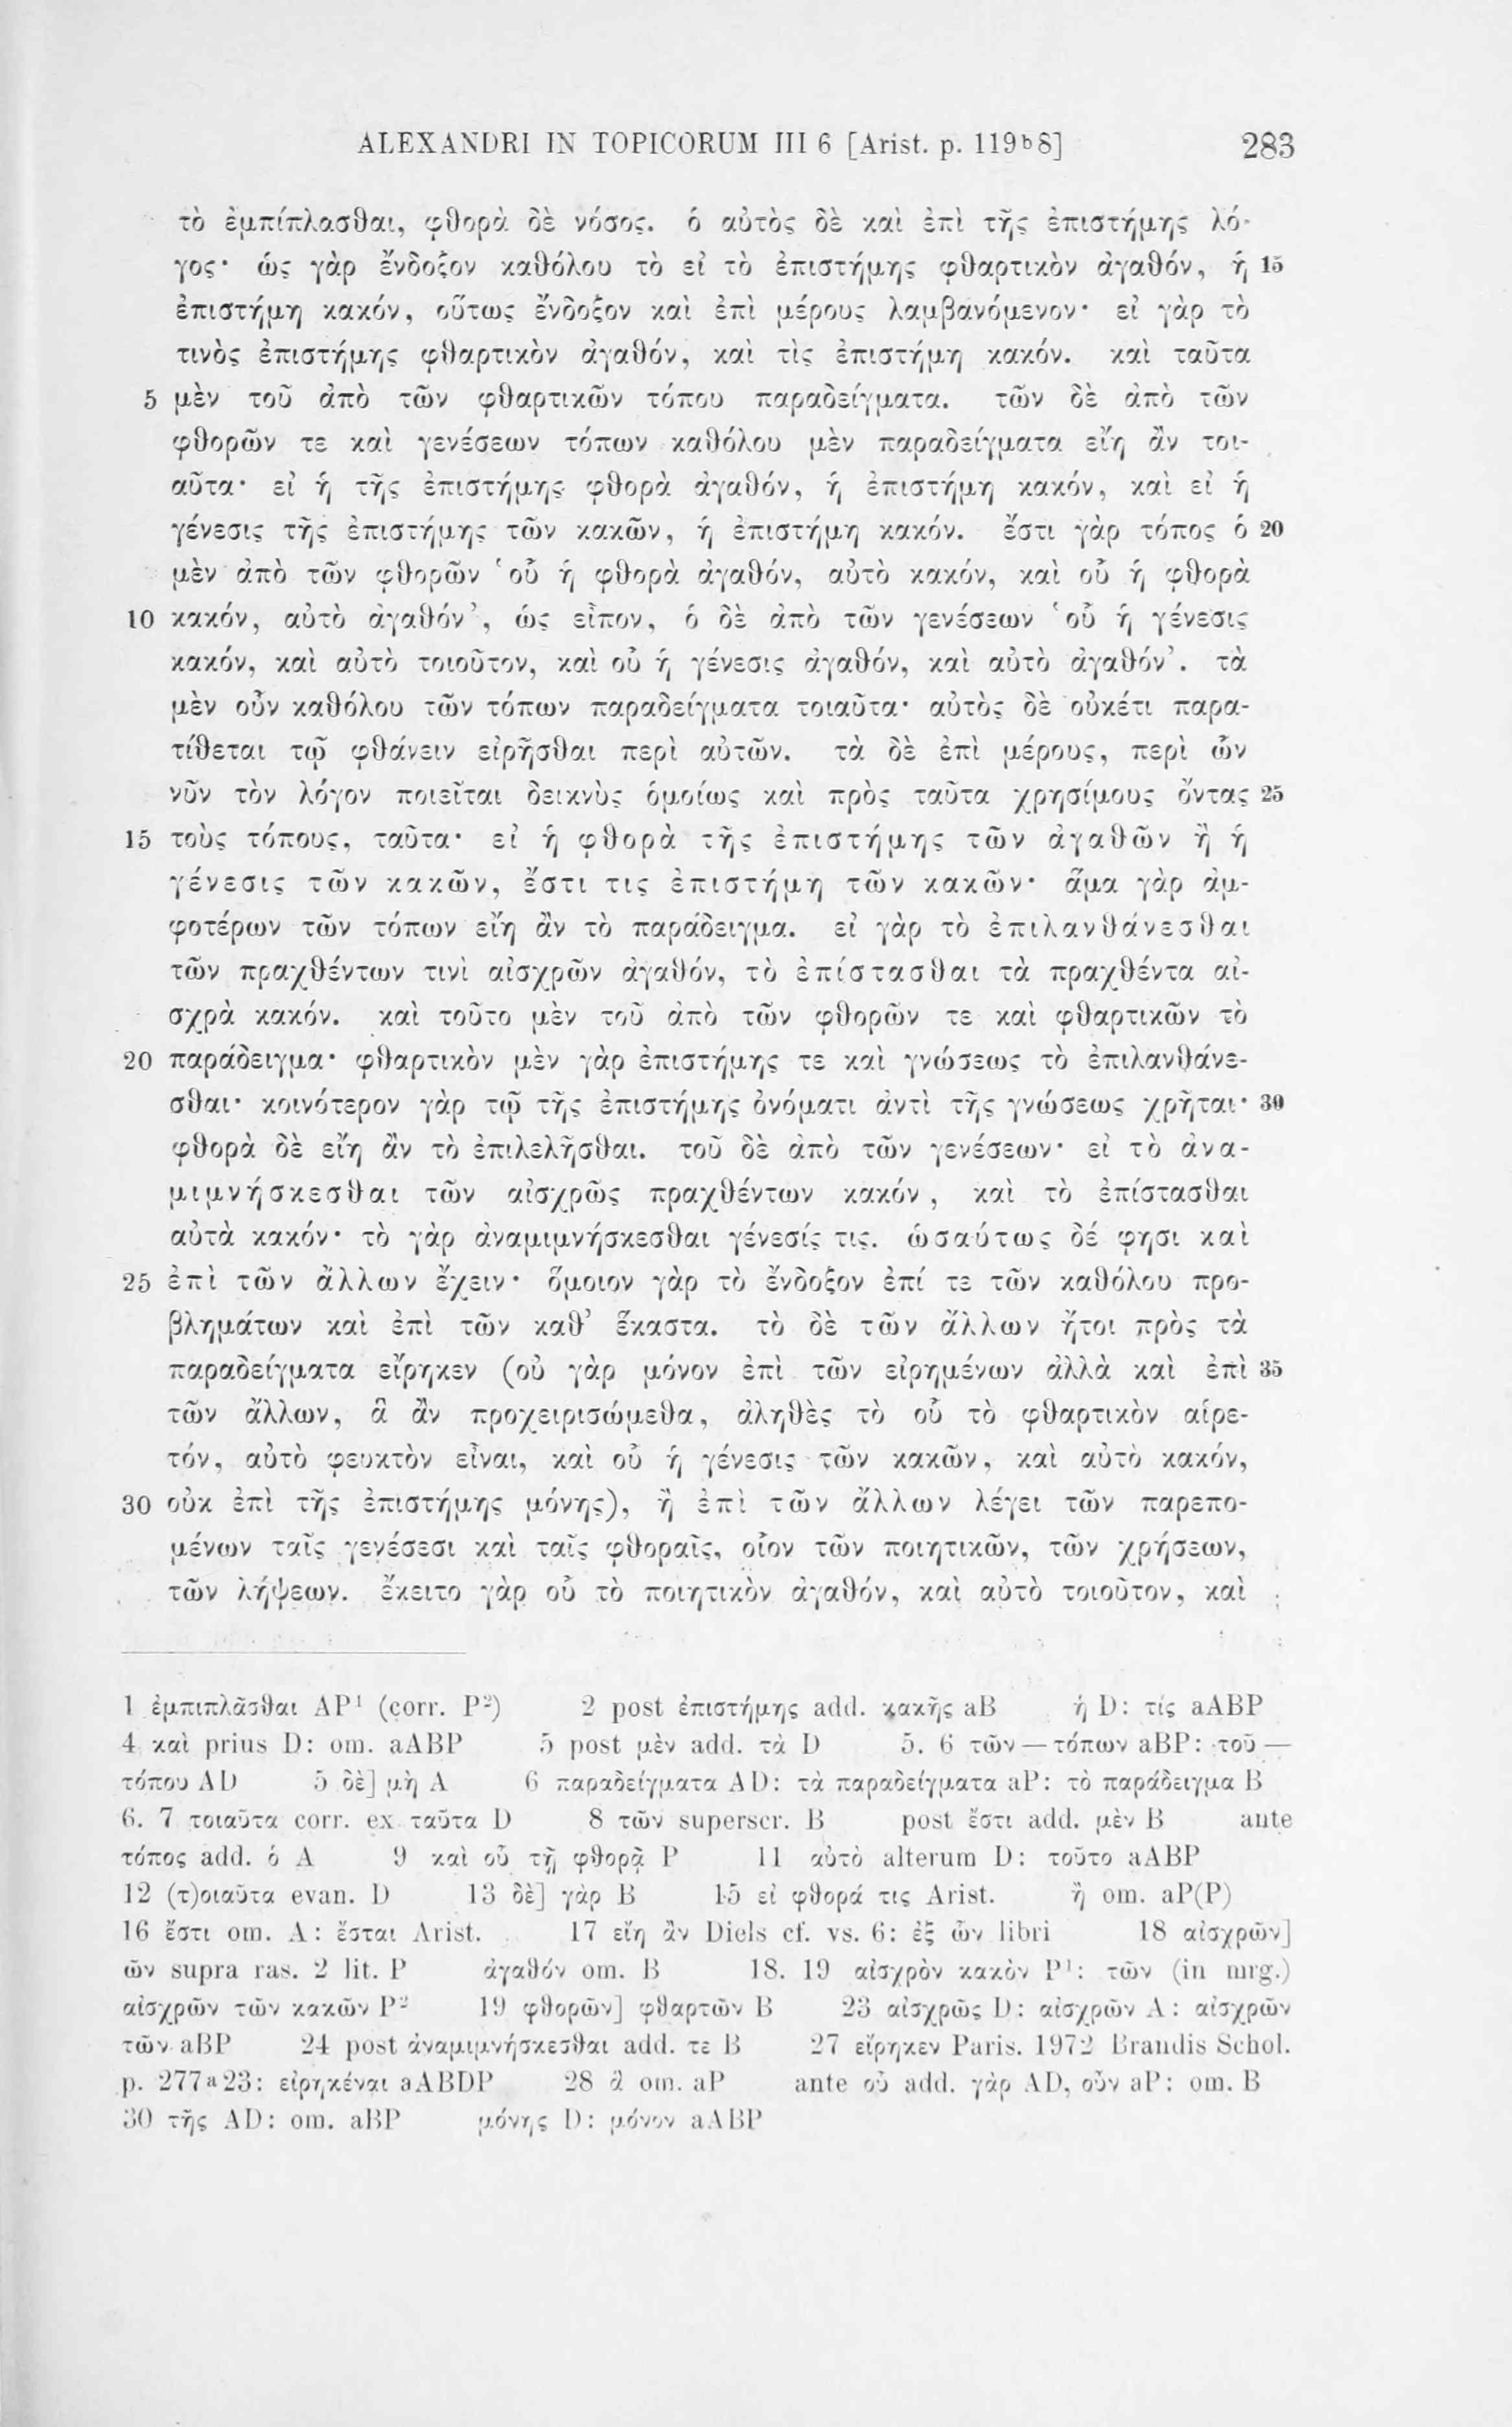 ALEXANDRI IN TOPICORUM III 6 [Arist. p. 119ᵇ8] 283
τὸ ἐμπίπλασθαι, φθορὰ δὲ νόσος. ὁ αὐτὸς δὲ καὶ ἐπὶ τῆς ἐπιστήμης λό-
γος· ὡς γὰρ ἔνδοξον καθόλου τὸ εἰ τὸ ἐπιστήμης φθαρτικὸν ἀγαθόν, ἡ 15
ἐπιστήμη κακόν, οὕτως ἔνδοξον καὶ ἐπὶ μέρους λαμβανόμενον· εἰ γὰρ τὸ
τινὸς ἐπιστήμης φθαρτικὸν ἀγαθόν, καὶ τὶς ἐπιστήμη κακόν. καὶ ταῦτα
5 μὲν τοῦ ἀπὸ τῶν φθαρτικῶν τόπου παραδείγματα. τῶν δὲ ἀπὸ τῶν
φθορῶν τε καὶ γενέσεων τόπων καθόλου μὲν παραδείγματα εἴη ἂν τοι-
αῦτα· εἰ ἡ τῆς ἐπιστήμης φθορὰ ἀγαθόν, ἡ ἐπιστήμη κακόν, καὶ εἰ ἡ
γένεσις τῆς ἐπιστήμης τῶν κακῶν, ἡ ἐπιστήμη κακόν. ἔστι γὰρ τόπος ὁ 20
μὲν ἀπὸ τῶν φθορῶν ‘οὗ ἡ φθορὰ ἀγαθόν, αὐτὸ κακόν, καὶ οὗ ἡ φθορὰ
10 κακόν, αὐτὸ ἀγαθόν’, ὡς εἶπον, ὁ δὲ ἀπὸ τῶν γενέσεων ‘οὗ ἡ γένεσις
κακόν, καὶ αὐτὸ τοιοῦτον, καὶ οὗ ἡ γένεσις ἀγαθόν, καὶ αὐτὸ ἀγαθόν’. τὰ
μὲν οὖν καθόλου τῶν τόπων παραδείγματα τοιαῦτα· αὐτὸς δὲ οὐκέτι παρα-
τίθεται τῷ φθάνειν εἰρῆσθαι περὶ αὐτῶν. τὰ δὲ ἐπὶ μέρους, περὶ ὧν
νῦν τὸν λόγον ποιεῖται δεικνὺς ὁμοίως καὶ πρὸς ταῦτα χρησίμους ὄντας 25
15 τοὺς τόπους, ταῦτα· εἰ ἡ φθορὰ τῆς ἐπιστήμης τῶν ἀγαθῶν ἢ ἡ
γένεσις τῶν κακῶν, ἔστι τις ἐπιστήμη τῶν κακῶν· ἅμα γὰρ ἀμ-
φοτέρων τῶν τόπων εἴη ἂν τὸ παράδειγμα. εἰ γὰρ τὸ ἐπιλανθάνεσθαι
τῶν πραχθέντων τινὶ αἰσχρῶν ἀγαθόν, τὸ ἐπίστασθαι τὰ πραχθέντα αἰ-
σχρὰ κακόν. καὶ τοῦτο μὲν τοῦ ἀπὸ τῶν φθορῶν τε καὶ φθαρτικῶν τὸ
20 παράδειγμα· φθαρτικὸν μὲν γὰρ ἐπιστήμης τε καὶ γνώσεως τὸ ἐπιλανθάνε-
σθαι· κοινότερον γὰρ τῷ τῆς ἐπιστήμης ὀνόματι ἀντὶ τῆς γνώσεως χρῆται· 30
φθορὰ δὲ εἴη ἂν τὸ ἐπιλελῆσθαι. τοῦ δὲ ἀπὸ τῶν γενέσεων· εἰ τὸ ἀνα-
μιμνήσκεσθαι τῶν αἰσχρῶς πραχθέντων κακόν, καὶ τὸ ἐπίστασθαι
αὐτὰ κακόν· τὸ γὰρ ἀναμιμνήσκεσθαι γένεσίς τις. ὡσαύτως δέ φησι καὶ
25 ἐπὶ τῶν ἄλλων ἔχειν· ὅμοιον γὰρ τὸ ἔνδοξον ἐπί τε τῶν καθόλου προ-
βλημάτων καὶ ἐπὶ τῶν καθ’ ἕκαστα. τὸ δὲ τῶν ἄλλων ἤτοι πρὸς τὰ
παραδείγματα εἴρηκεν (οὐ γὰρ μόνον ἐπὶ τῶν εἰρημένων ἀλλὰ καὶ ἐπὶ 35
τῶν ἄλλων, ἃ ἂν προχειρισώμεθα, ἀληθὲς τὸ οὗ τὸ φθαρτικὸν αἱρε-
τόν, αὐτὸ φευκτὸν εἶναι, καὶ οὗ ἡ γένεσις τῶν κακῶν, καὶ αὐτὸ κακόν,
30 οὐκ ἐπὶ τῆς ἐπιστήμης μόνης), ἢ ἐπὶ τῶν ἄλλων λέγει τῶν παρεπο-
μένων ταῖς γενέσεσι καὶ ταῖς φθοραῖς, οἷον τῶν ποιητικῶν, τῶν χρήσεων,
τῶν λήψεων. ἔκειτο γὰρ οὗ τὸ ποιητικὸν ἀγαθόν, καὶ αὐτὸ τοιοῦτον, καὶ
1 ἐμπιπλᾶσθαι AP¹ (corr. P²) 2 post ἐπιστήμης add. κακῆς aB ἡ D: τίς aABP
4 καὶ prius D: om. aABP 5 post μὲν add. τὰ D 5. 6 τῶν — τόπων aBP: τοῦ —
τόπου AD 5 δὲ] μὴ A 6 παραδείγματα AD: τὰ παραδείγματα aP: τὸ παράδειγμα B
6. 7 τοιαῦτα corr. ex ταῦτα D 8 τῶν superscr. B post ἔστι add. μὲν B ante
τόπος add. ὁ A 9 καὶ οὗ τῇ φθορᾷ P 11 αὐτὸ alterum D: τοῦτο aABP
12 (τ)οιαῦτα evan. D 13 δὲ] γὰρ B 15 εἰ φθορά τις Arist. ἢ om. aP(P)
16 ἔστι om. A: ἔσται Arist. 17 εἴη ἂν Diels cf. vs. 6: ἐξ ὧν libri 18 αἰσχρῶν]
ῶν supra ras. 2 lit. P ἀγαθόν om. B 18. 19 αἰσχρὸν κακὸν P¹: τῶν (in mrg.)
αἰσχρῶν τῶν κακῶν P² 19 φθορῶν] φθαρτῶν B 23 αἰσχρῶς D: αἰσχρῶν A: αἰσχρῶν
τῶν aBP 24 post ἀναμιμνήσκεσθαι add. τε B 27 εἴρηκεν Paris. 1972 Brandis Schol.
p. 277ᵃ23: εἰρηκέναι aABDP 28 ἃ om. aP ante οὗ add. γὰρ AD, οὖν aP: om. B
30 τῆς AD: om. aBP μόνης D: μόνον aABP